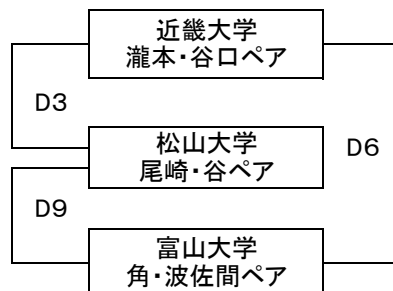 近畿大学
瀧本・谷口ペア
D3
松山大学
尾崎・谷ペア
D6
D9
富山大学
角・波佐間ペア